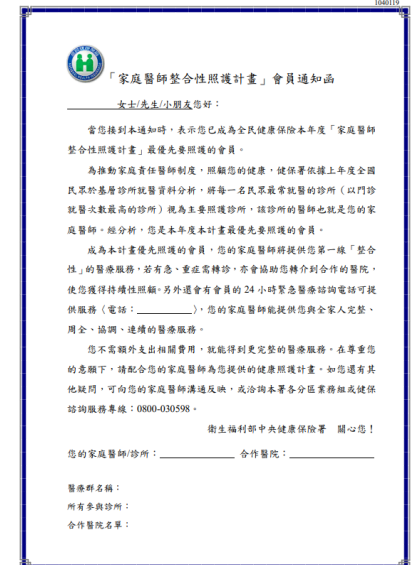 1040119
「家庭醫師整合性照護計畫」會員通知函
女士/先生/小朋友您好：
當您接到本通知時，表示您已成為全民健康保險本年度「家庭醫師
整合性照護計畫」最優先要照護的會員。
為推動家庭責任醫師制度，照顧您的健康，健保署依據上年度全國
民眾於基層診所就醫資料分析，將每一名民眾最常就醫的診所（以門診
就醫次數最高的診所）視為主要照護診所，該診所的醫師也就是您的家
庭醫師。經分析，您是本年度本計畫最優先要照護的會員。
成為本計畫優先照護的會員，您的家庭醫師將提供您第一線「整合
性」的醫療服務，若有急、重症需轉診，亦會協助您轉介到合作的醫院，
使您獲得持續性照顧。另外還會有會員的 24 小時緊急醫療諮詢電話可提
供服務（電話：__________），您的家庭醫師能提供您與全家人完整、
周全、協調、連續的醫療服務。
您不需額外支出相關費用，就能得到更完整的醫療服務。在尊重您
的意願下，請配合您的家庭醫師為您提供的健康照護計畫。如您還有其
他疑問，可向您的家庭醫師溝通反映，或洽詢本署各分區業務組或健保
諮詢服務專線：0800-030598。
衛生福利部中央健康保險署 關心您！
您的家庭醫師/診所：______________ 合作醫院：________________
醫療群名稱：
所有參與診所：
合作醫院名單：